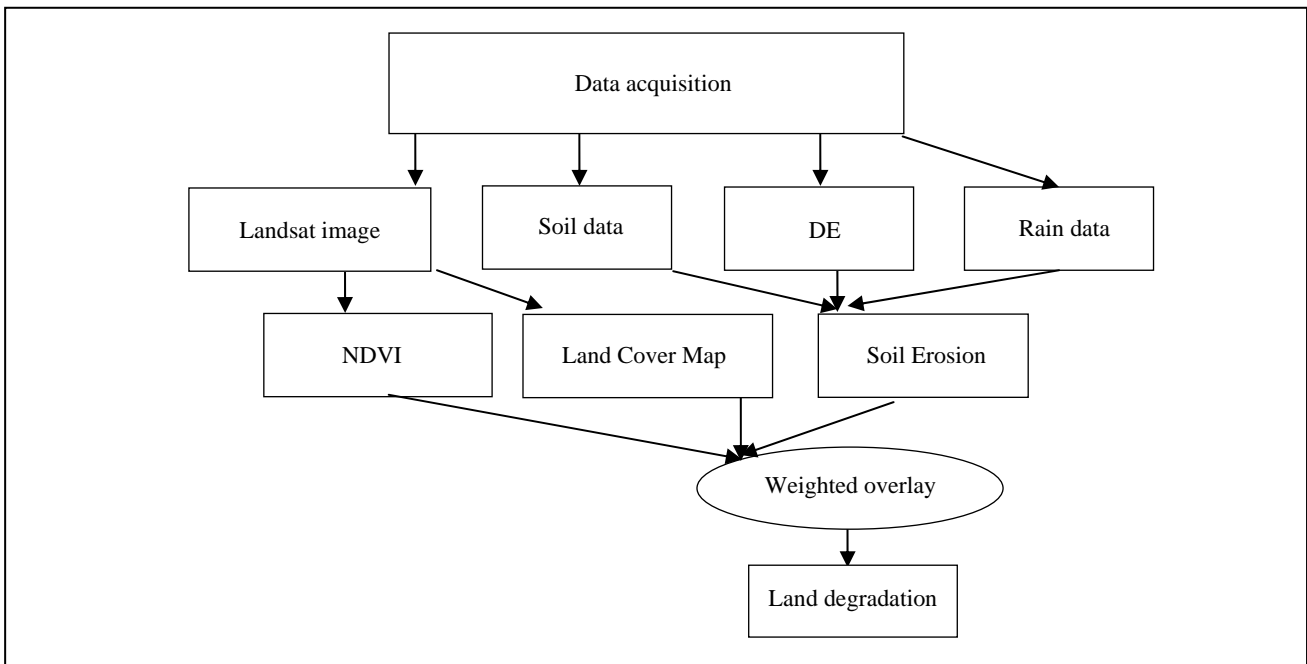 Data acquisition
Landsat image
Soil data
DE
Rain data
NDVI
Land Cover Map
Soil Erosion
Weighted overlay
Land degradation